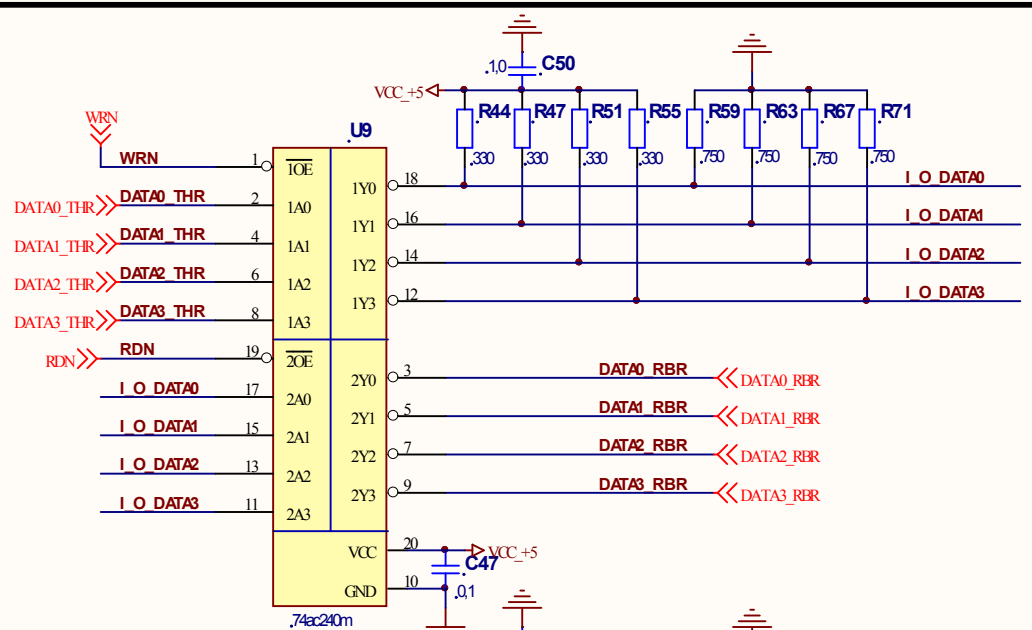 .1,0 C50
VCC_+5
.R44 .R47 .R51 .R55 .R59 .R63 .R67 .R71
.330 .330 .330 .330 .750 .750 .750 .750
WRN
.U9
WRN 1 1OE
1Y0 18 I_O_DATA0
DATA0_THR DATA0_THR 2 1A0
1Y1 16 I_O_DATA1
DATA1_THR DATA1_THR 4 1A1
1Y2 14 I_O_DATA2
DATA2_THR DATA2_THR 6 1A2
1Y3 12 I_O_DATA3
DATA3_THR DATA3_THR 8 1A3
RDN RDN 19 2OE
2Y0 3 DATA0_RBR DATA0_RBR
I_O_DATA0 17 2A0
2Y1 5 DATA1_RBR DATA1_RBR
I_O_DATA1 15 2A1
2Y2 7 DATA2_RBR DATA2_RBR
I_O_DATA2 13 2A2
2Y3 9 DATA3_RBR DATA3_RBR
I_O_DATA3 11 2A3
VCC 20 VCC_+5
C47
GND 10 .0,1
.74ac240m